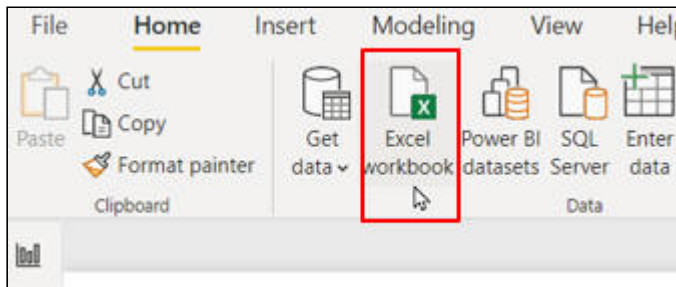 File Home Insert Modeling View Help
Cut
Copy
Format painter
Paste
Clipboard
Get data
Excel workbook
Power BI datasets
SQL Server
Enter data
Data